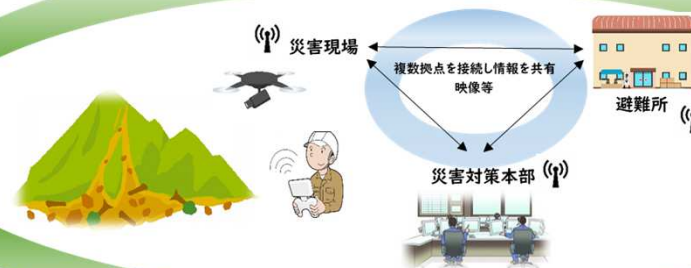 災害現場
複数拠点を接続し情報を共有
映像等
避難所
災害対策本部